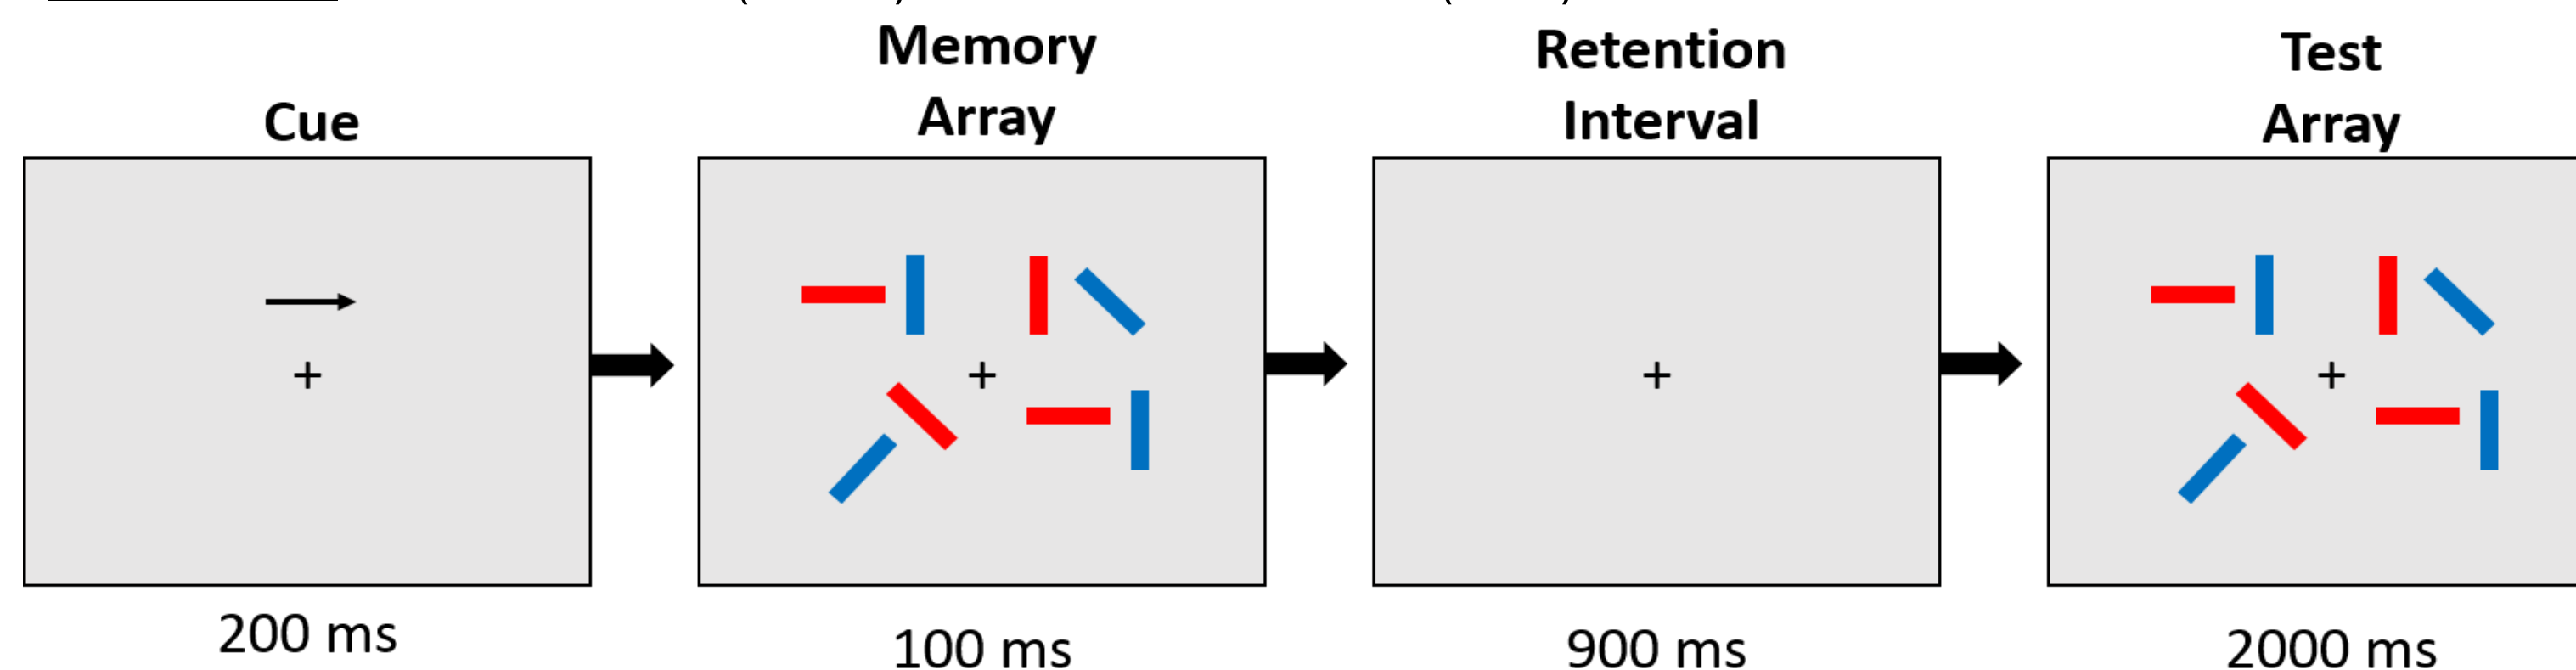 Cue
Memory
Array
Retention
Interval
Test
Array
+
+
+
+
200 ms
100 ms
900 ms
2000 ms